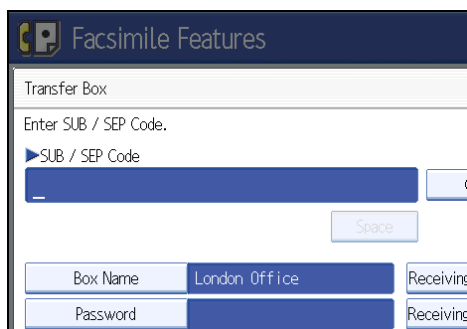 Facsimile Features
Transfer Box
Enter SUB / SEP Code.
▶SUB / SEP Code
_
Space
Box Name London Office Receiving
Password Receiving